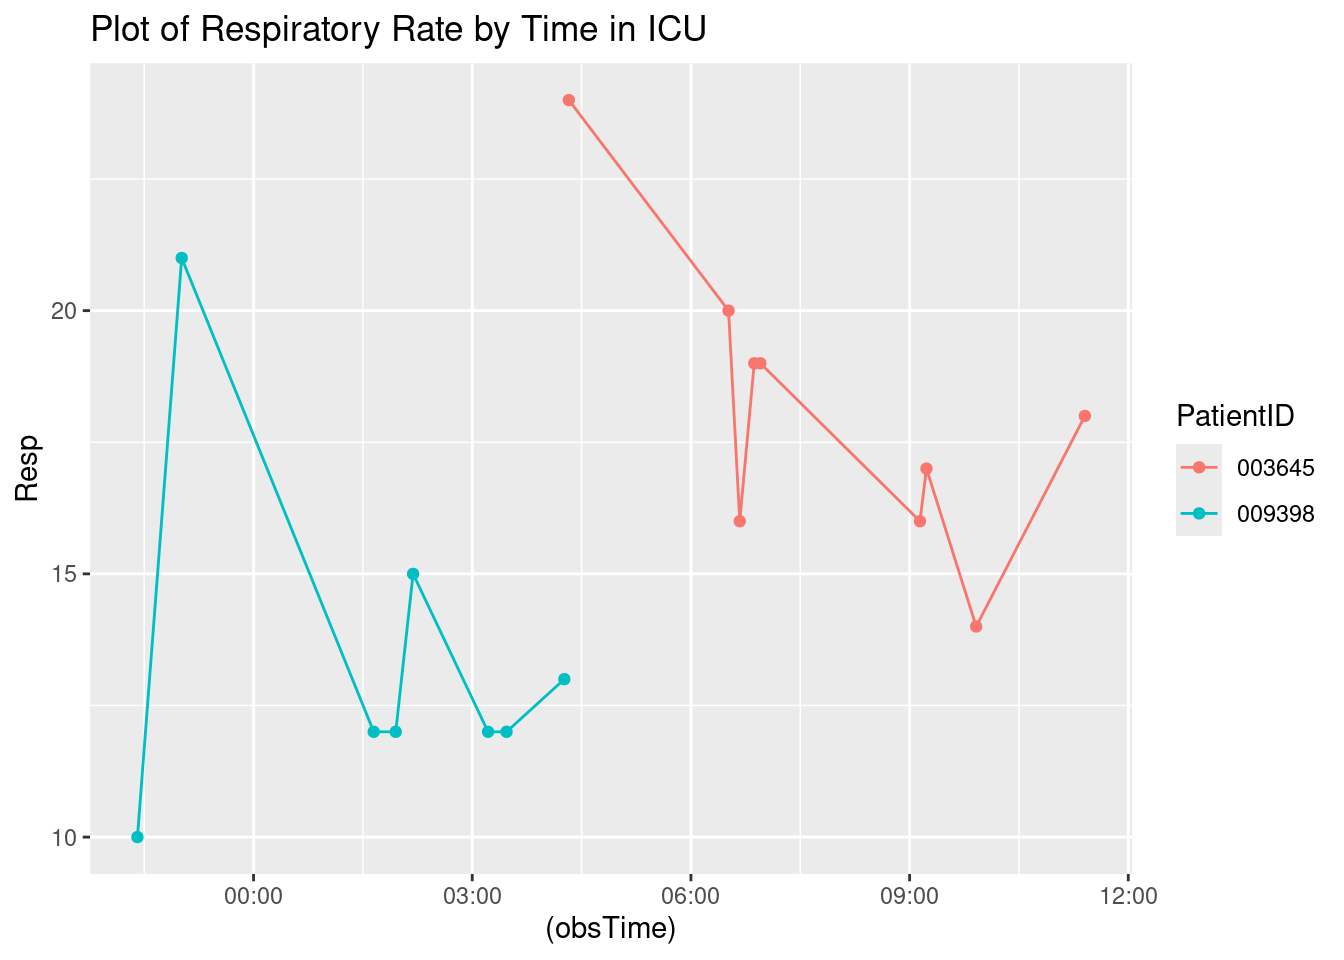 Plot of Respiratory Rate by Time in ICU
Resp
20
15
10
00:00 03:00 06:00 09:00 12:00
(obsTime)
PatientID
003645
009398